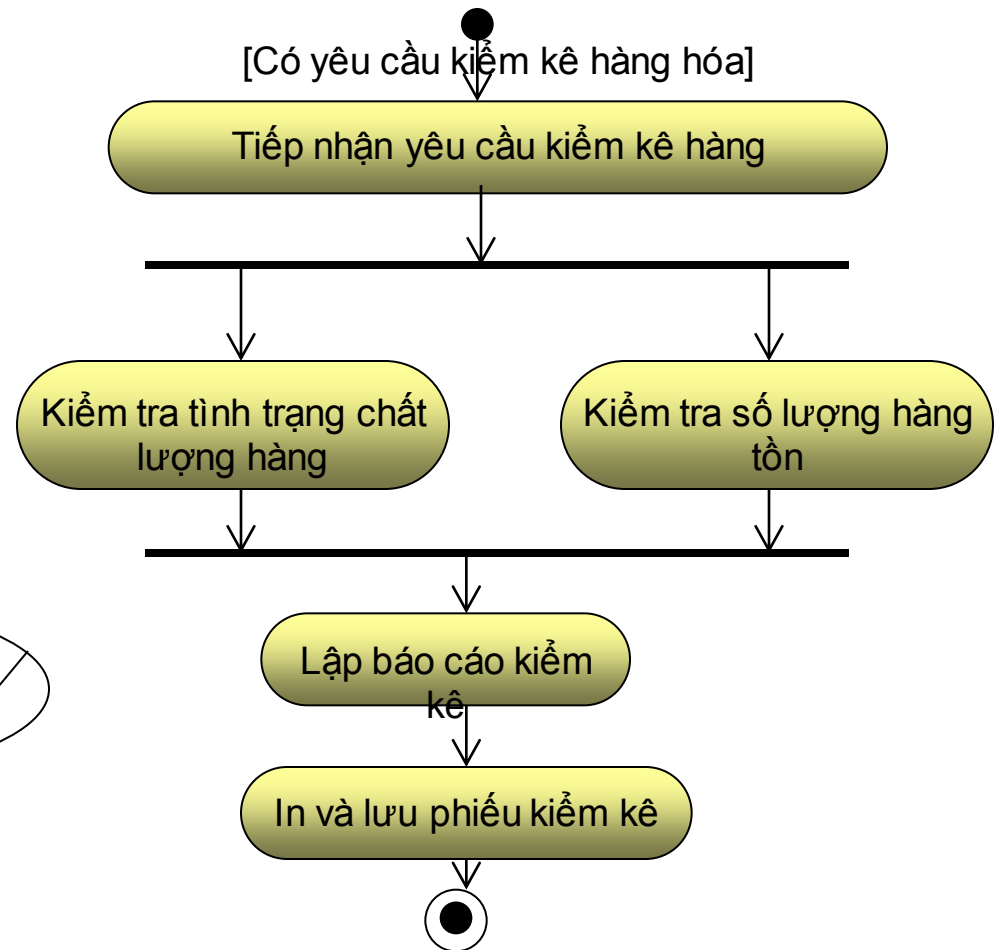 [Có yêu cầu kiểm kê hàng hóa]
Tiếp nhận yêu cầu kiểm kê hàng
Kiểm tra tình trạng chất
lượng hàng
Kiểm tra số lượng hàng
tồn
Lập báo cáo kiểm
kê
In và lưu phiếu kiểm kê